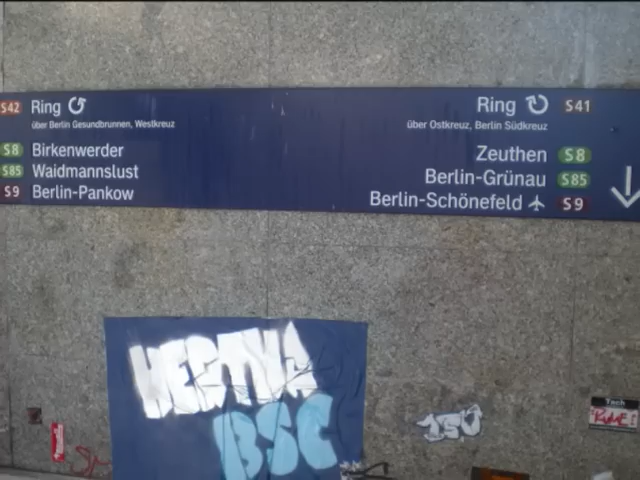 S42 Ring
über Berlin Gesundbrunnen, Westkreuz
S8 Birkenwerder
S85 Waidmannslust
S9 Berlin-Pankow
Ring S41
über Ostkreuz, Berlin Südkreuz
Zeuthen S8
Berlin-Grünau S85
Berlin-Schönefeld S9
HERTHA
BSC
Tech